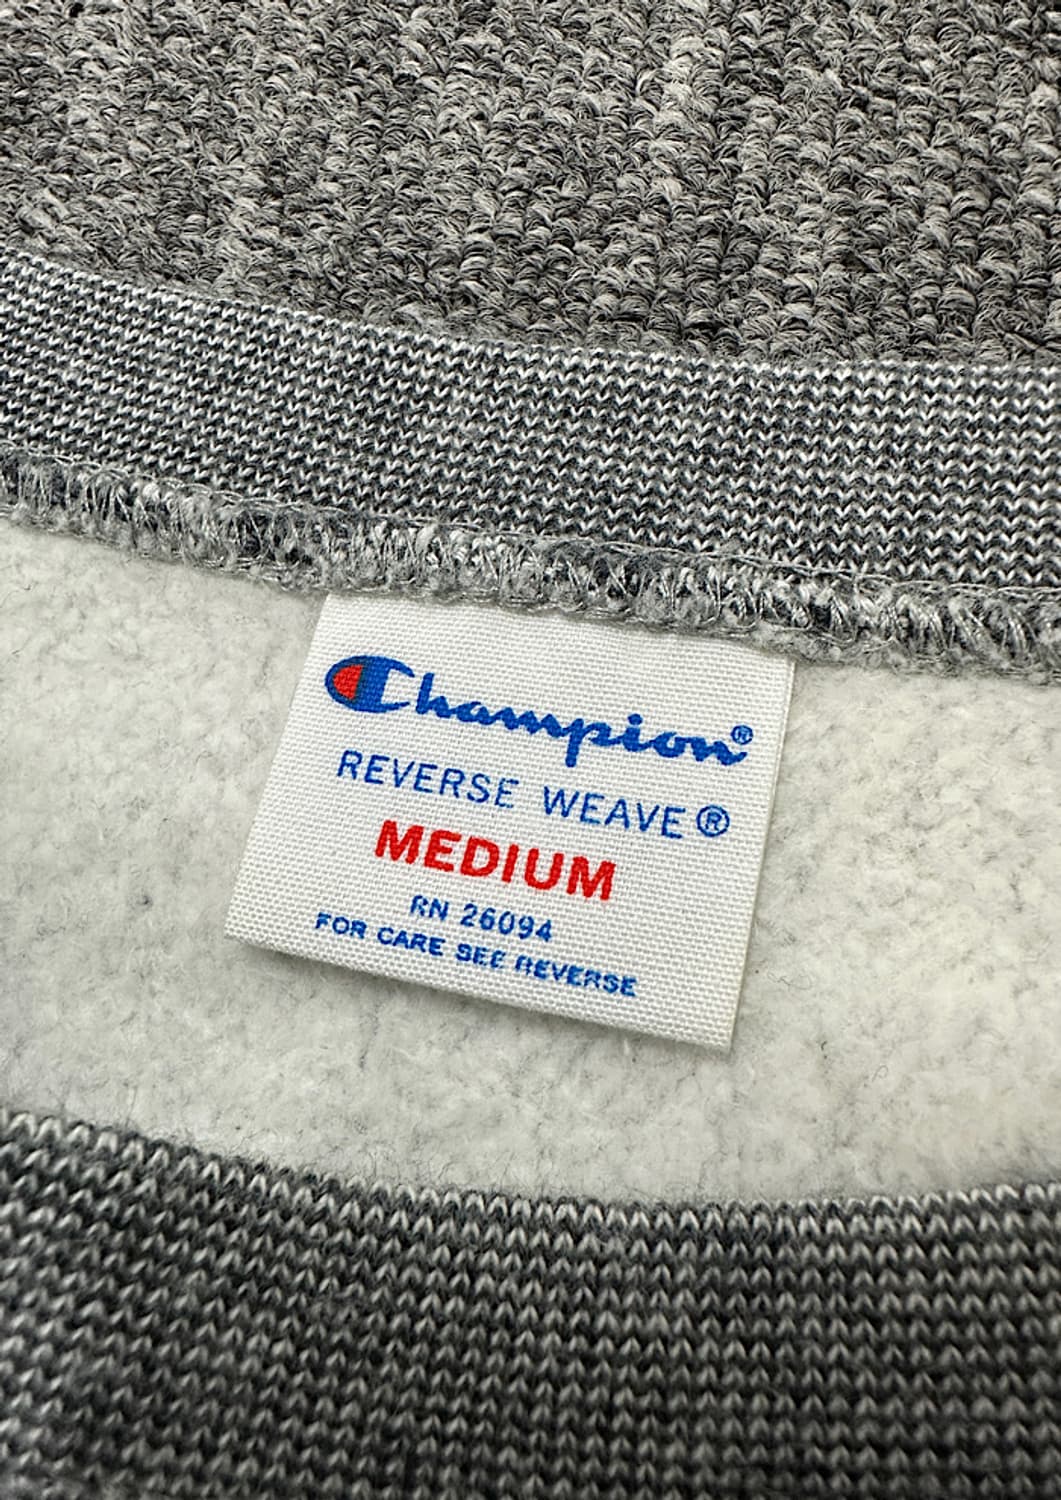 Champion®
REVERSE WEAVE®
MEDIUM
RN 26094
FOR CARE SEE REVERSE